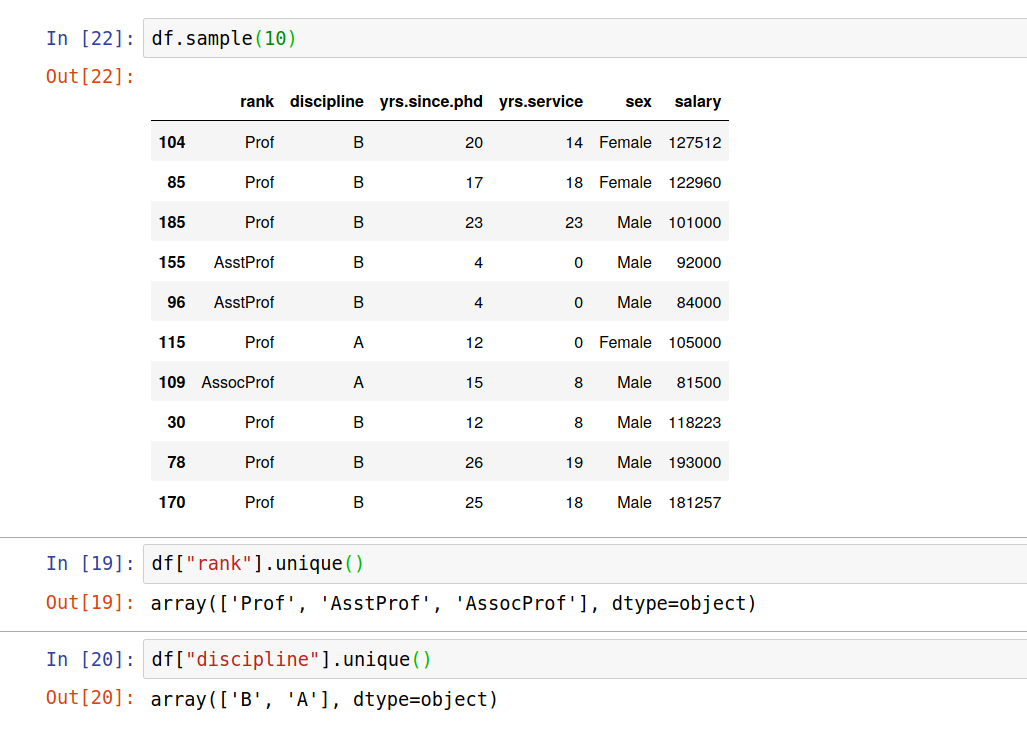 In [22]: df.sample(10)
Out[22]:
rank discipline yrs.since.phd yrs.service sex salary
104 Prof B 20 14 Female 127512
85 Prof B 17 18 Female 122960
185 Prof B 23 23 Male 101000
155 AsstProf B 4 0 Male 92000
96 AsstProf B 4 0 Male 84000
115 Prof A 12 0 Female 105000
109 AssocProf A 15 8 Male 81500
30 Prof B 12 8 Male 118223
78 Prof B 26 19 Male 193000
170 Prof B 25 18 Male 181257
In [19]: df["rank"].unique()
Out[19]: array(['Prof', 'AsstProf', 'AssocProf'], dtype=object)
In [20]: df["discipline"].unique()
Out[20]: array(['B', 'A'], dtype=object)